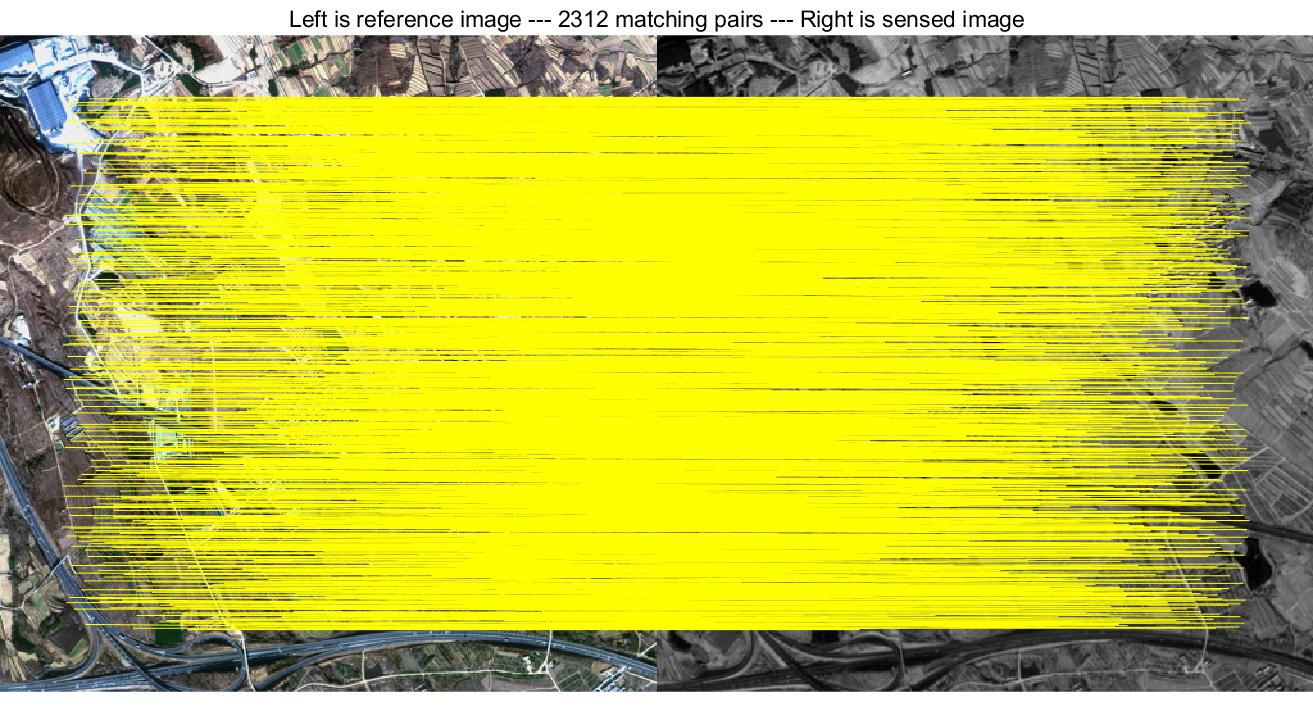 Left is reference image --- 2312 matching pairs --- Right is sensed image